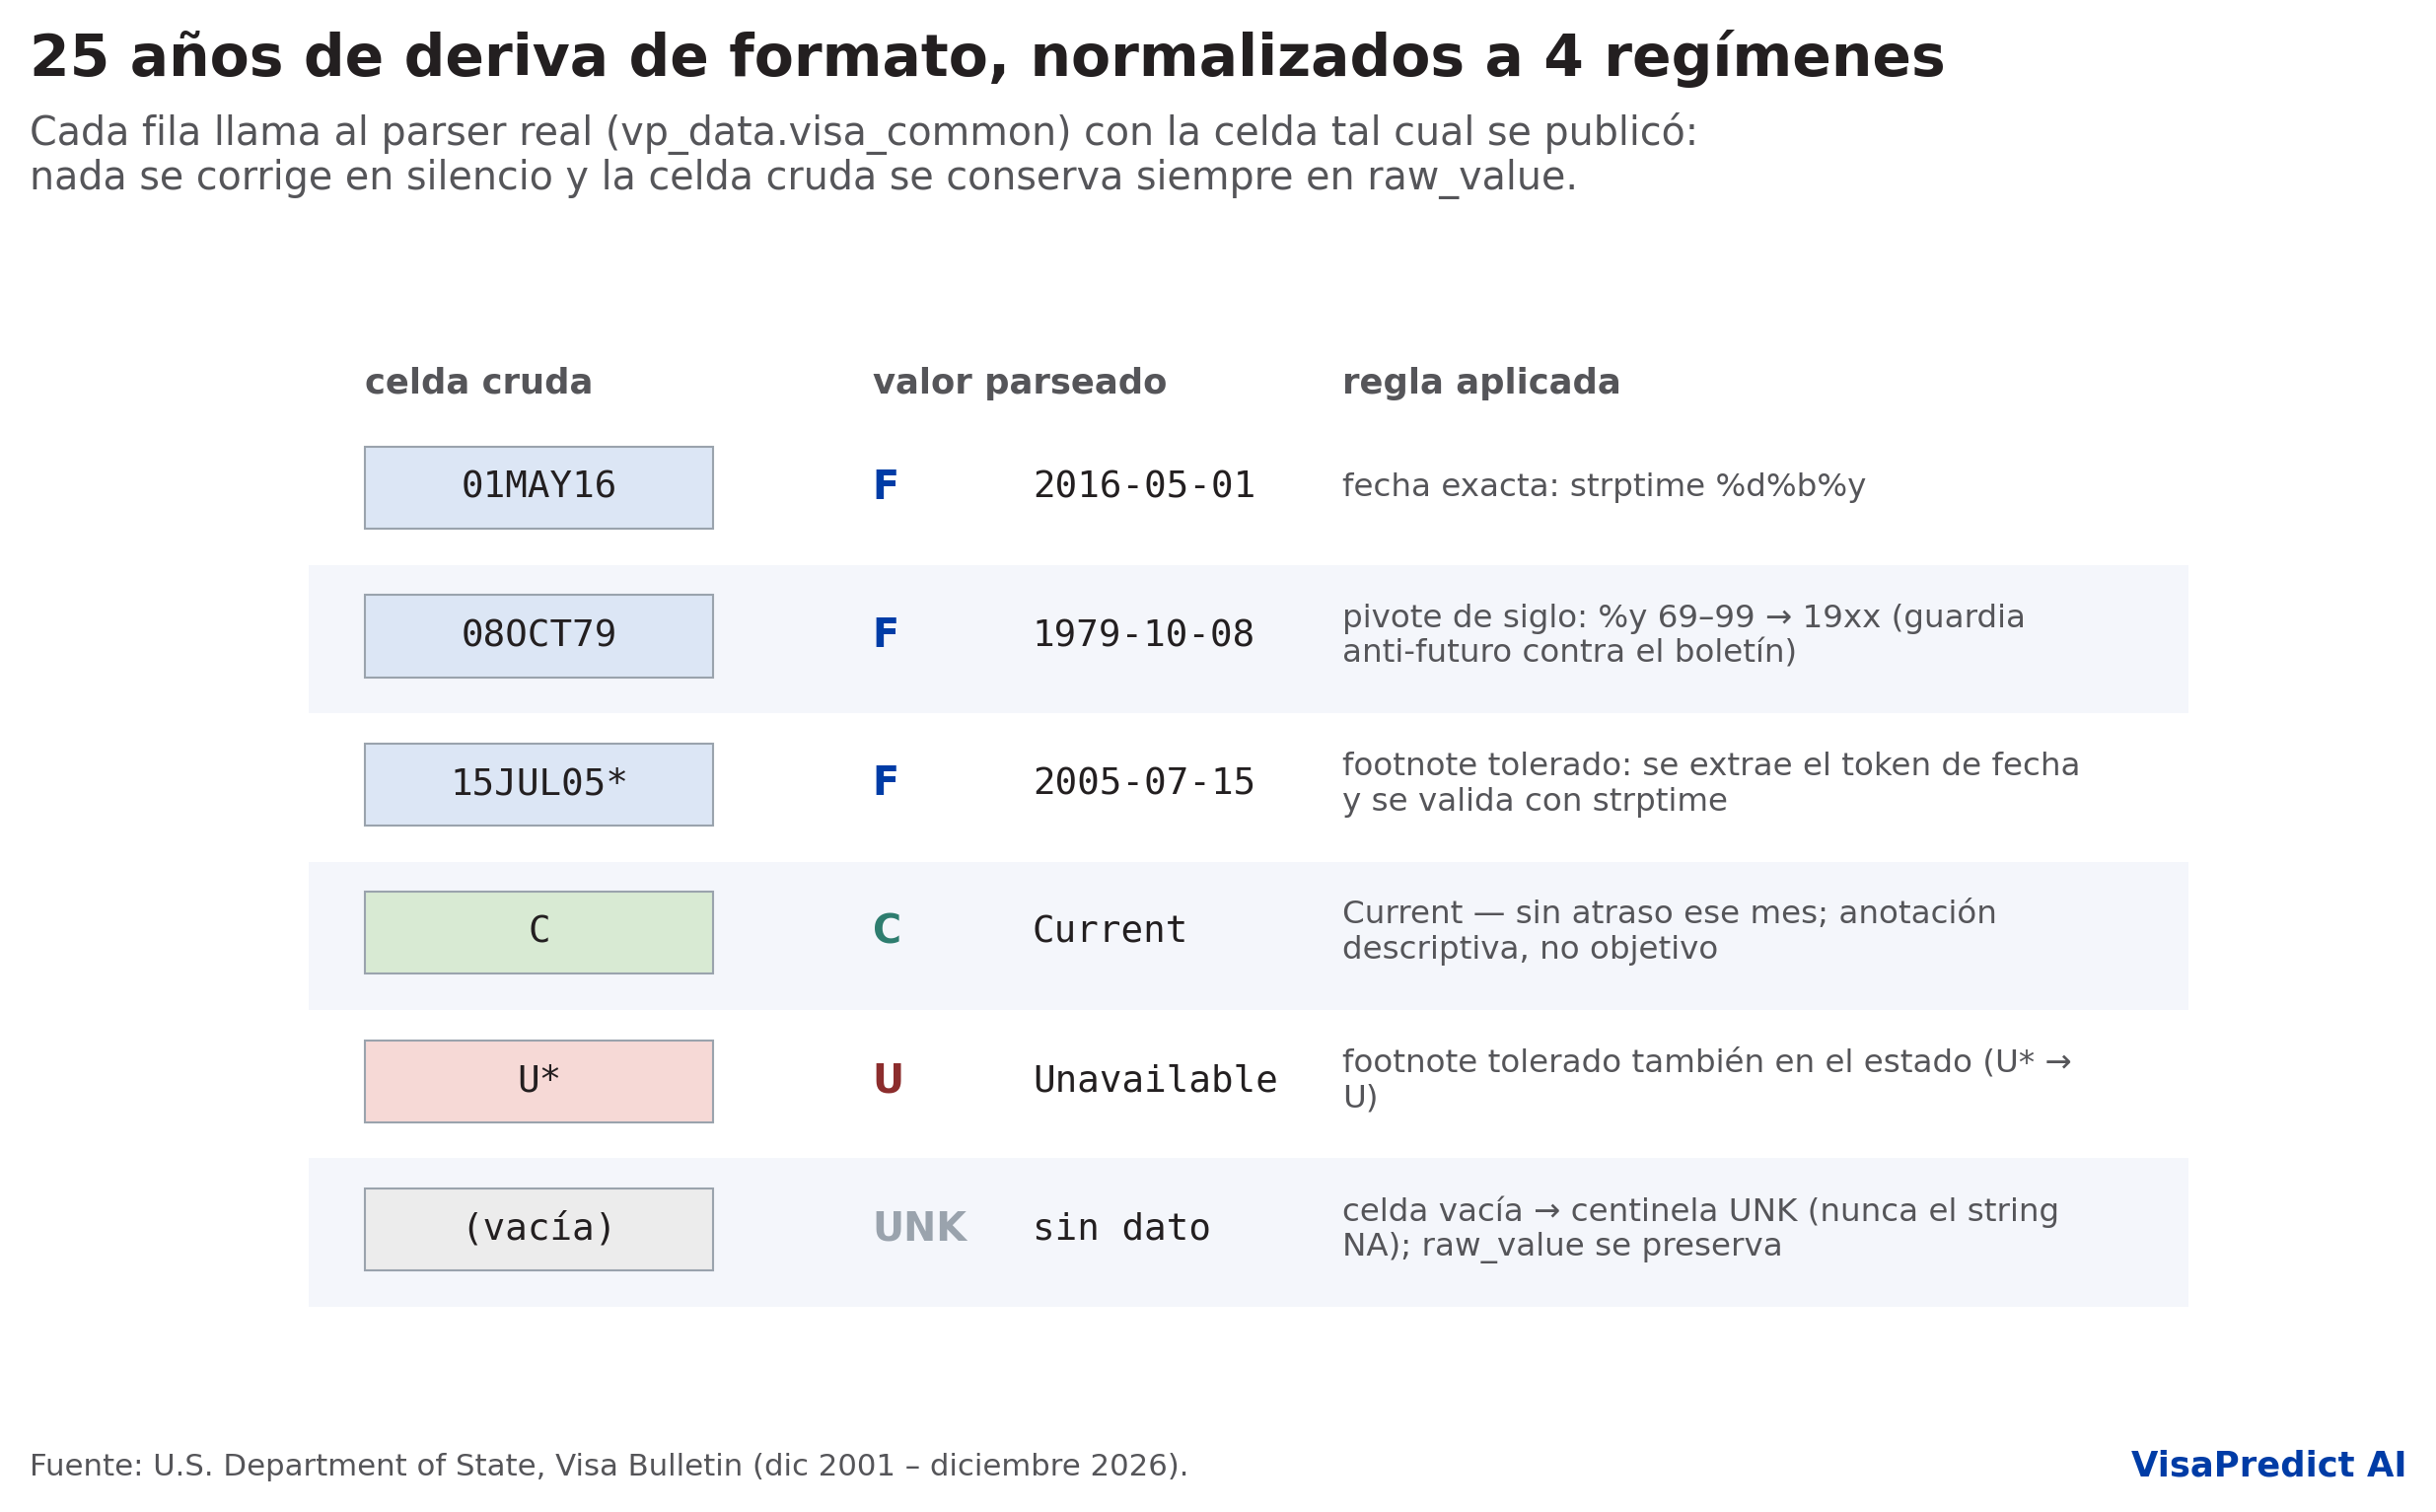 25 años de deriva de formato, normalizados a 4 regímenes
Cada fila llama al parser real (vp_data.visa_common) con la celda tal cual se publicó:
nada se corrige en silencio y la celda cruda se conserva siempre en raw_value.
celda cruda valor parseado regla aplicada
01MAY16 F 2016-05-01 fecha exacta: strptime %d%b%y
08OCT79 F 1979-10-08 pivote de siglo: %y 69–99 → 19xx (guardia
anti-futuro contra el boletín)
15JUL05* F 2005-07-15 footnote tolerado: se extrae el token de fecha
y se valida con strptime
C C Current Current — sin atraso ese mes; anotación
descriptiva, no objetivo
U* U Unavailable footnote tolerado también en el estado (U* →
U)
(vacía) UNK sin dato celda vacía → centinela UNK (nunca el string
NA); raw_value se preserva
Fuente: U.S. Department of State, Visa Bulletin (dic 2001 – diciembre 2026).
VisaPredict AI